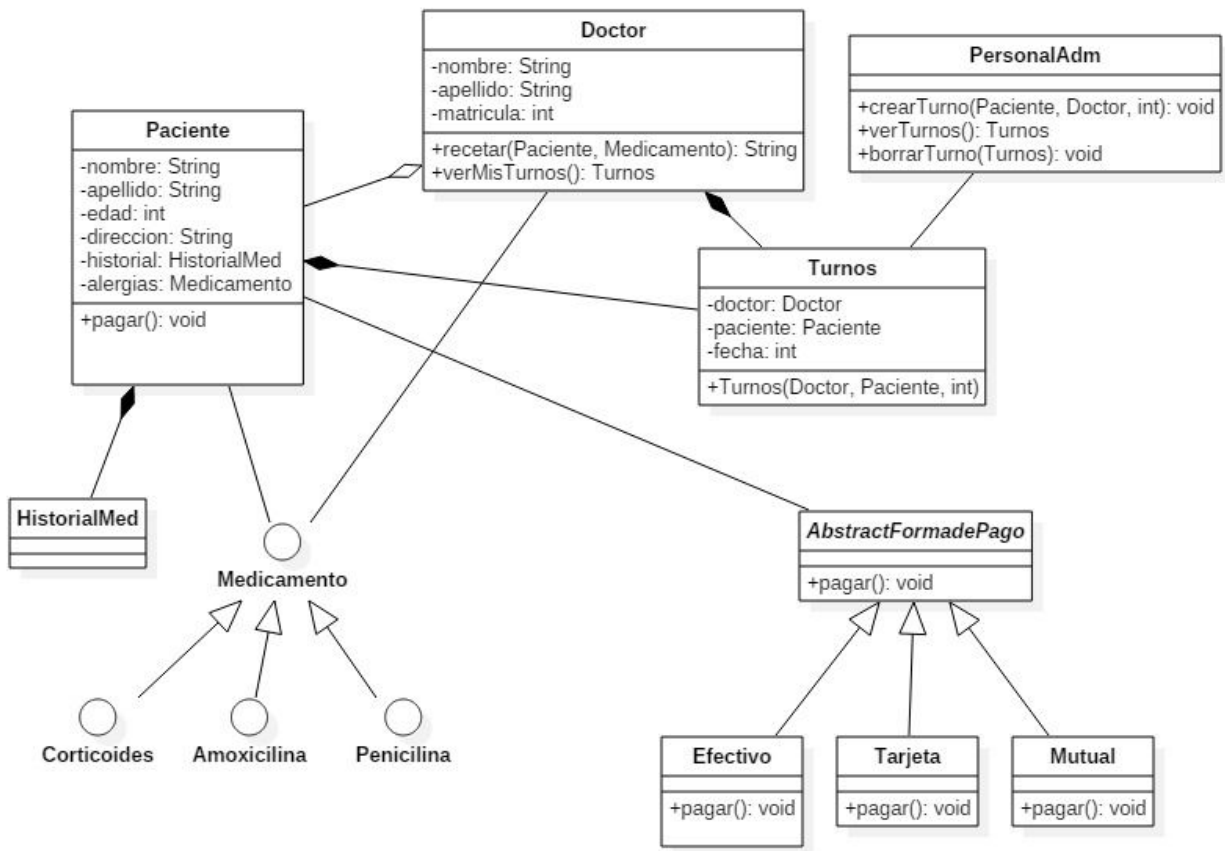 Doctor
-nombre: String
-apellido: String
-matricula: int
+recetar(Paciente, Medicamento): String
+verMisTurnos(): Turnos
PersonalAdm
+crearTurno(Paciente, Doctor, int): void
+verTurnos(): Turnos
+borrarTurno(Turnos): void
Paciente
-nombre: String
-apellido: String
-edad: int
-direccion: String
-historial: HistorialMed
-alergias: Medicamento
+pagar(): void
Turnos
-doctor: Doctor
-paciente: Paciente
-fecha: int
+Turnos(Doctor, Paciente, int)
HistorialMed
Medicamento
AbstractFormadePago
+pagar(): void
Corticoides
Amoxicilina
Penicilina
Efectivo
+pagar(): void
Tarjeta
+pagar(): void
Mutual
+pagar(): void